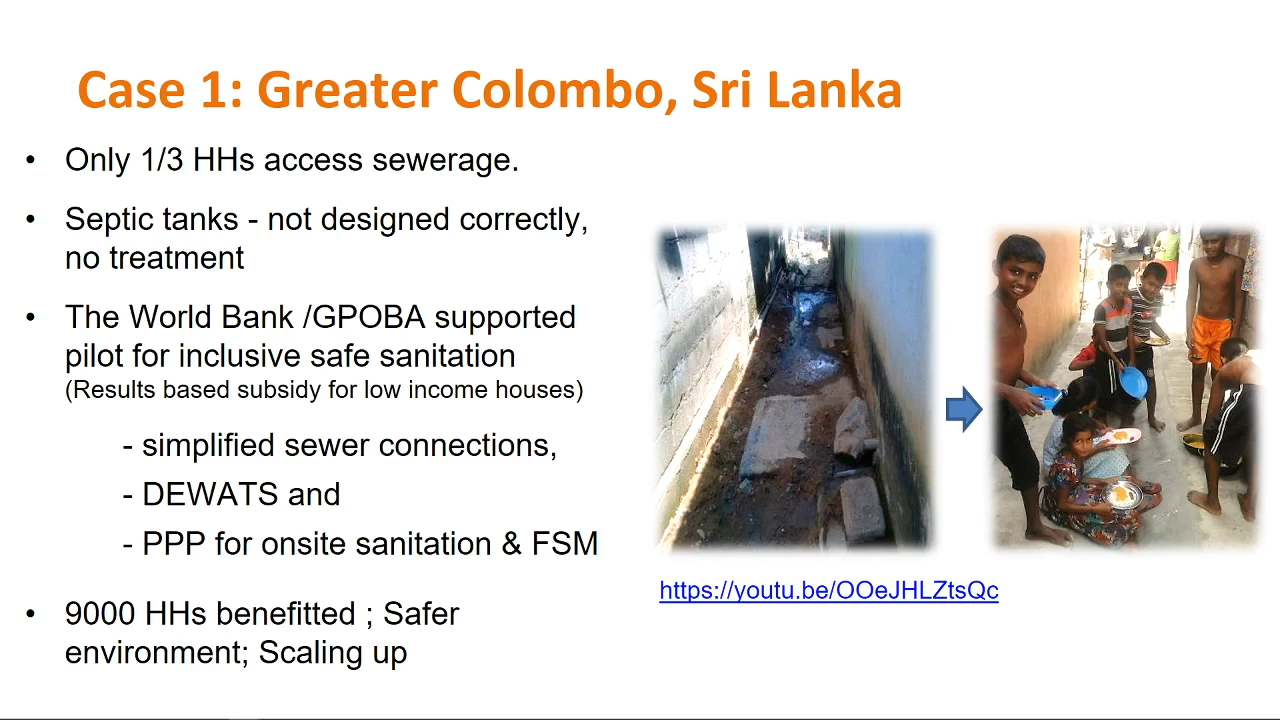 Case 1: Greater Colombo, Sri Lanka
• Only 1/3 HHs access sewerage.
• Septic tanks - not designed correctly,
no treatment
• The World Bank /GPOBA supported
pilot for inclusive safe sanitation
(Results based subsidy for low income houses)
- simplified sewer connections,
- DEWATS and
- PPP for onsite sanitation & FSM
• 9000 HHs benefitted ; Safer
environment; Scaling up
https://youtu.be/OOeJHLZtsQc